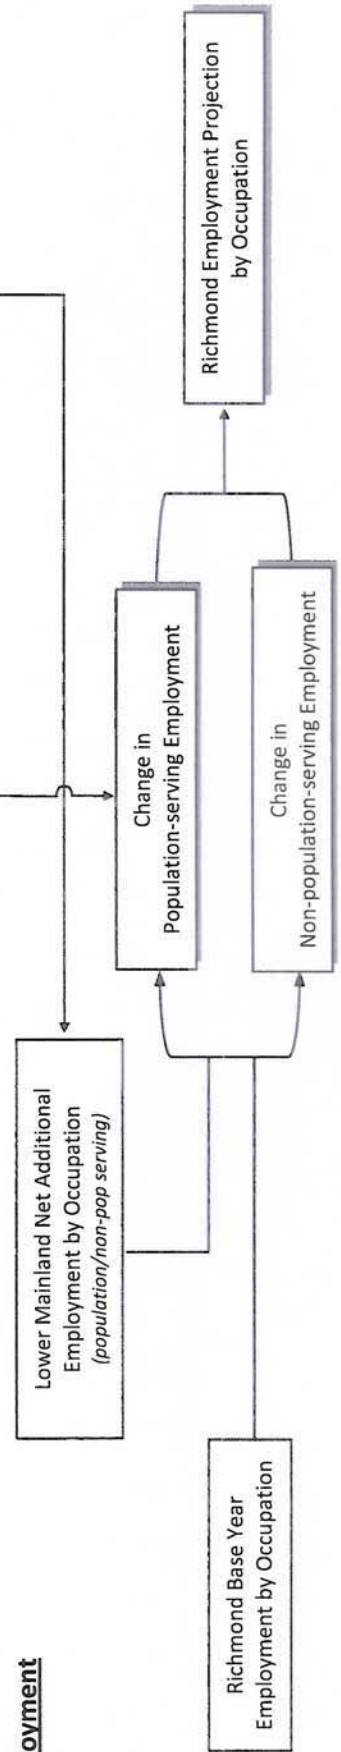 oyment
Lower Mainland Net Additional
Employment by Occupation
(population/non-pop serving)
Richmond Base Year
Employment by Occupation
Change in
Population-serving Employment
Change in
Non-population-serving Employment
Richmond Employment Projection
by Occupation